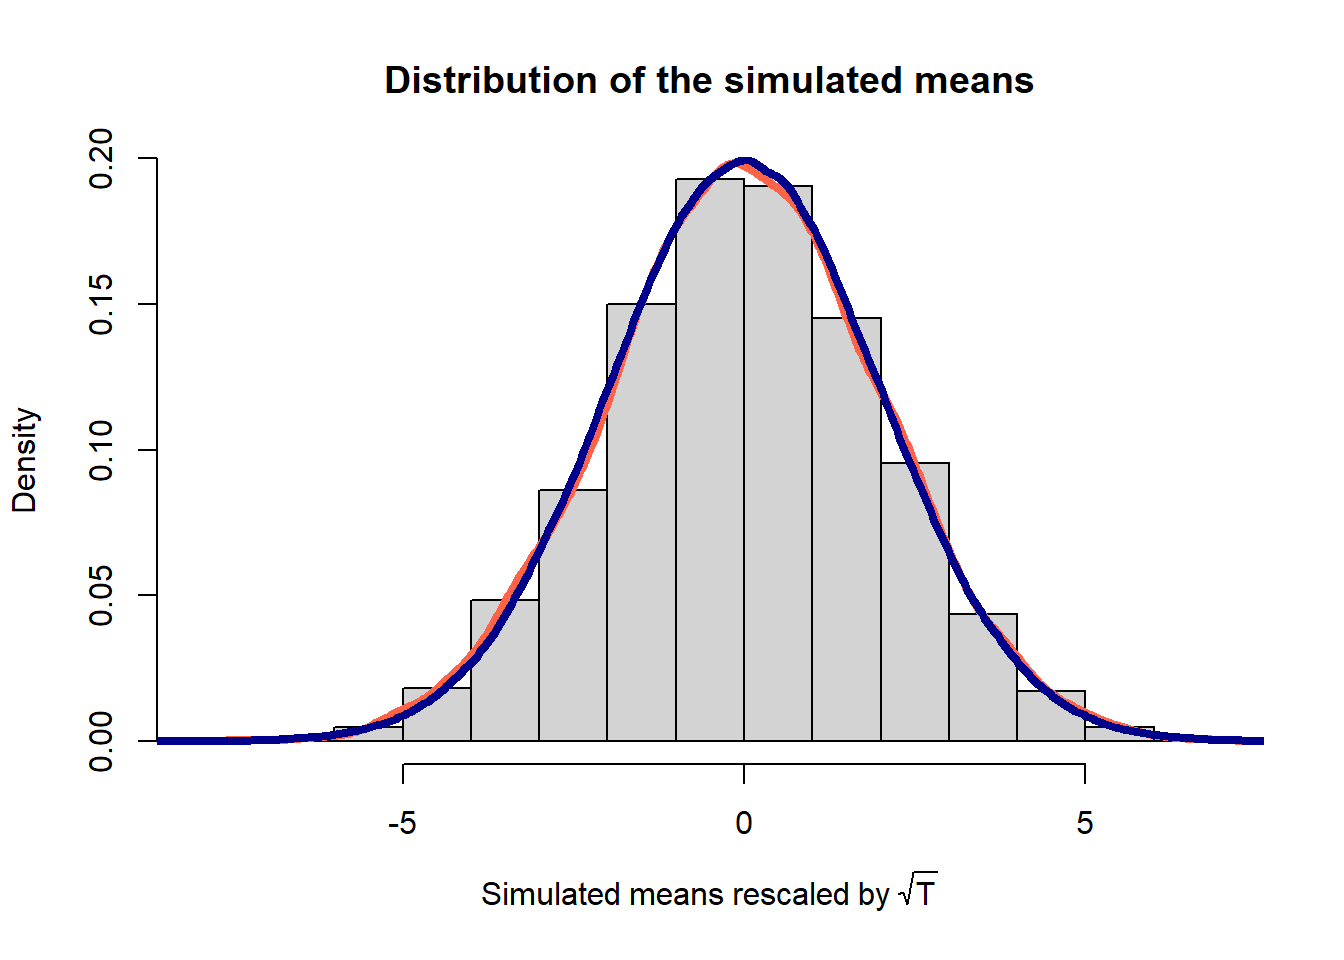 Distribution of the simulated means
0.20
0.15
0.10
0.05
0.00
Density
-5 0 5
Simulated means rescaled by √T